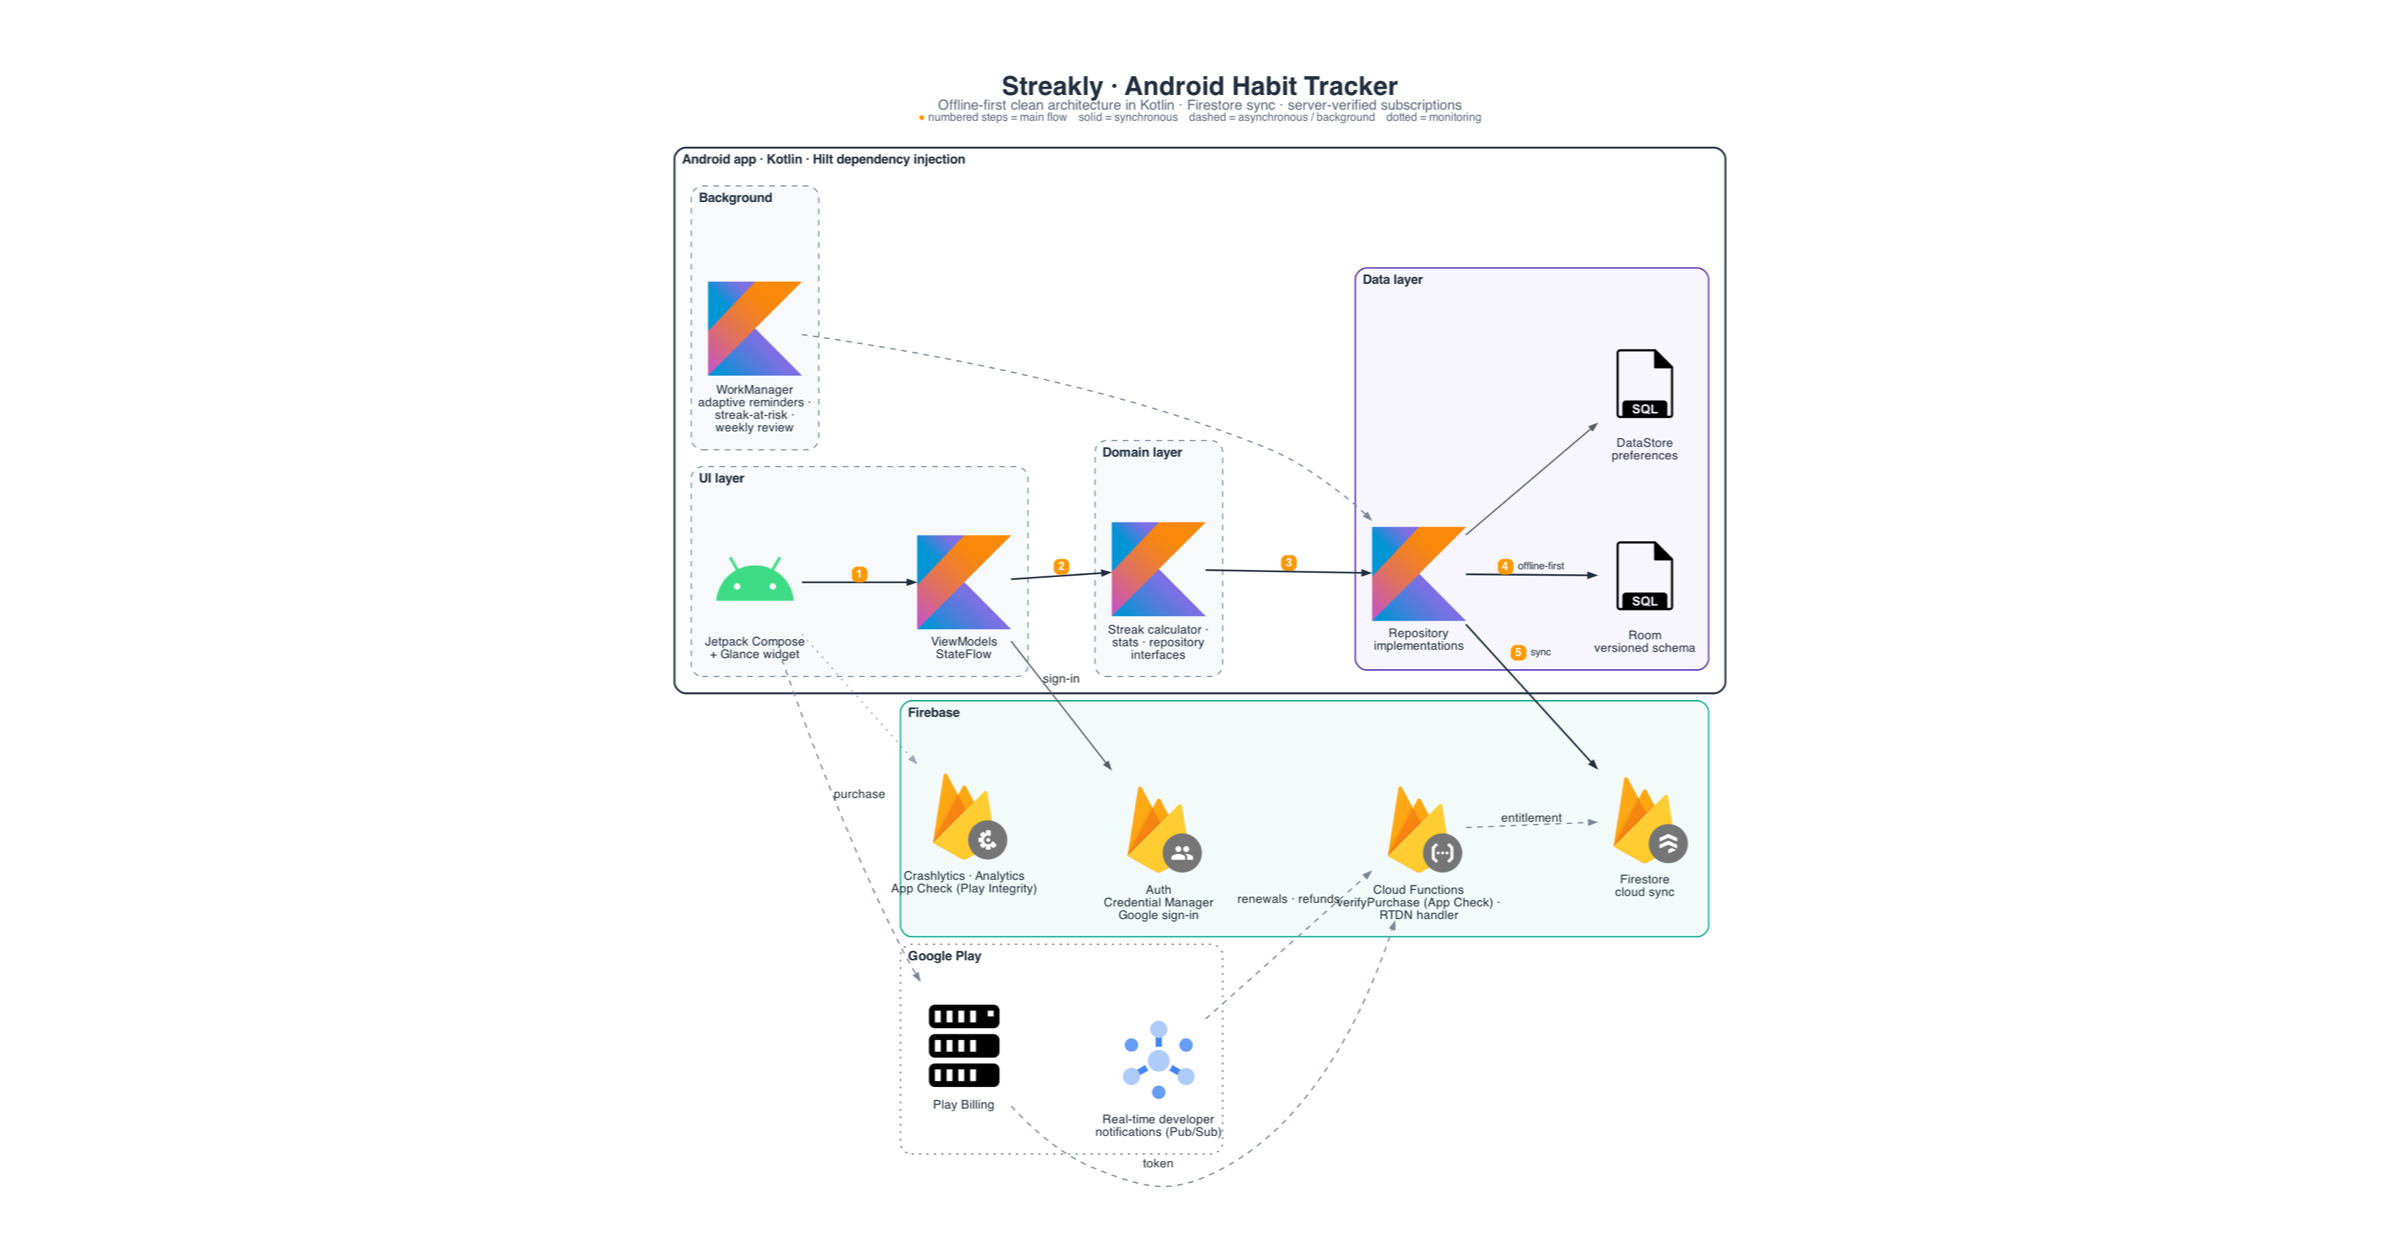 Streakly · Android Habit Tracker
Offline-first clean architecture in Kotlin · Firestore sync · server-verified subscriptions
● numbered steps = main flow solid = synchronous dashed = asynchronous / background dotted = monitoring
Android app · Kotlin · Hilt dependency injection
Background
WorkManager
adaptive reminders ·
streak-at-risk ·
weekly review
UI layer
Jetpack Compose
+ Glance widget
1
ViewModels
StateFlow
2
Domain layer
Streak calculator ·
stats · repository
interfaces
3
Data layer
Repository
implementations
SQL
DataStore
preferences
4 offline-first
SQL
Room
versioned schema
5 sync
sign-in
purchase
Firebase
Crashlytics · Analytics
App Check (Play Integrity)
Auth
Credential Manager
Google sign-in
renewals · refunds
Cloud Functions
verifyPurchase (App Check) ·
RTDN handler
entitlement
Firestore
cloud sync
Google Play
Play Billing
Real-time developer
notifications (Pub/Sub)
token